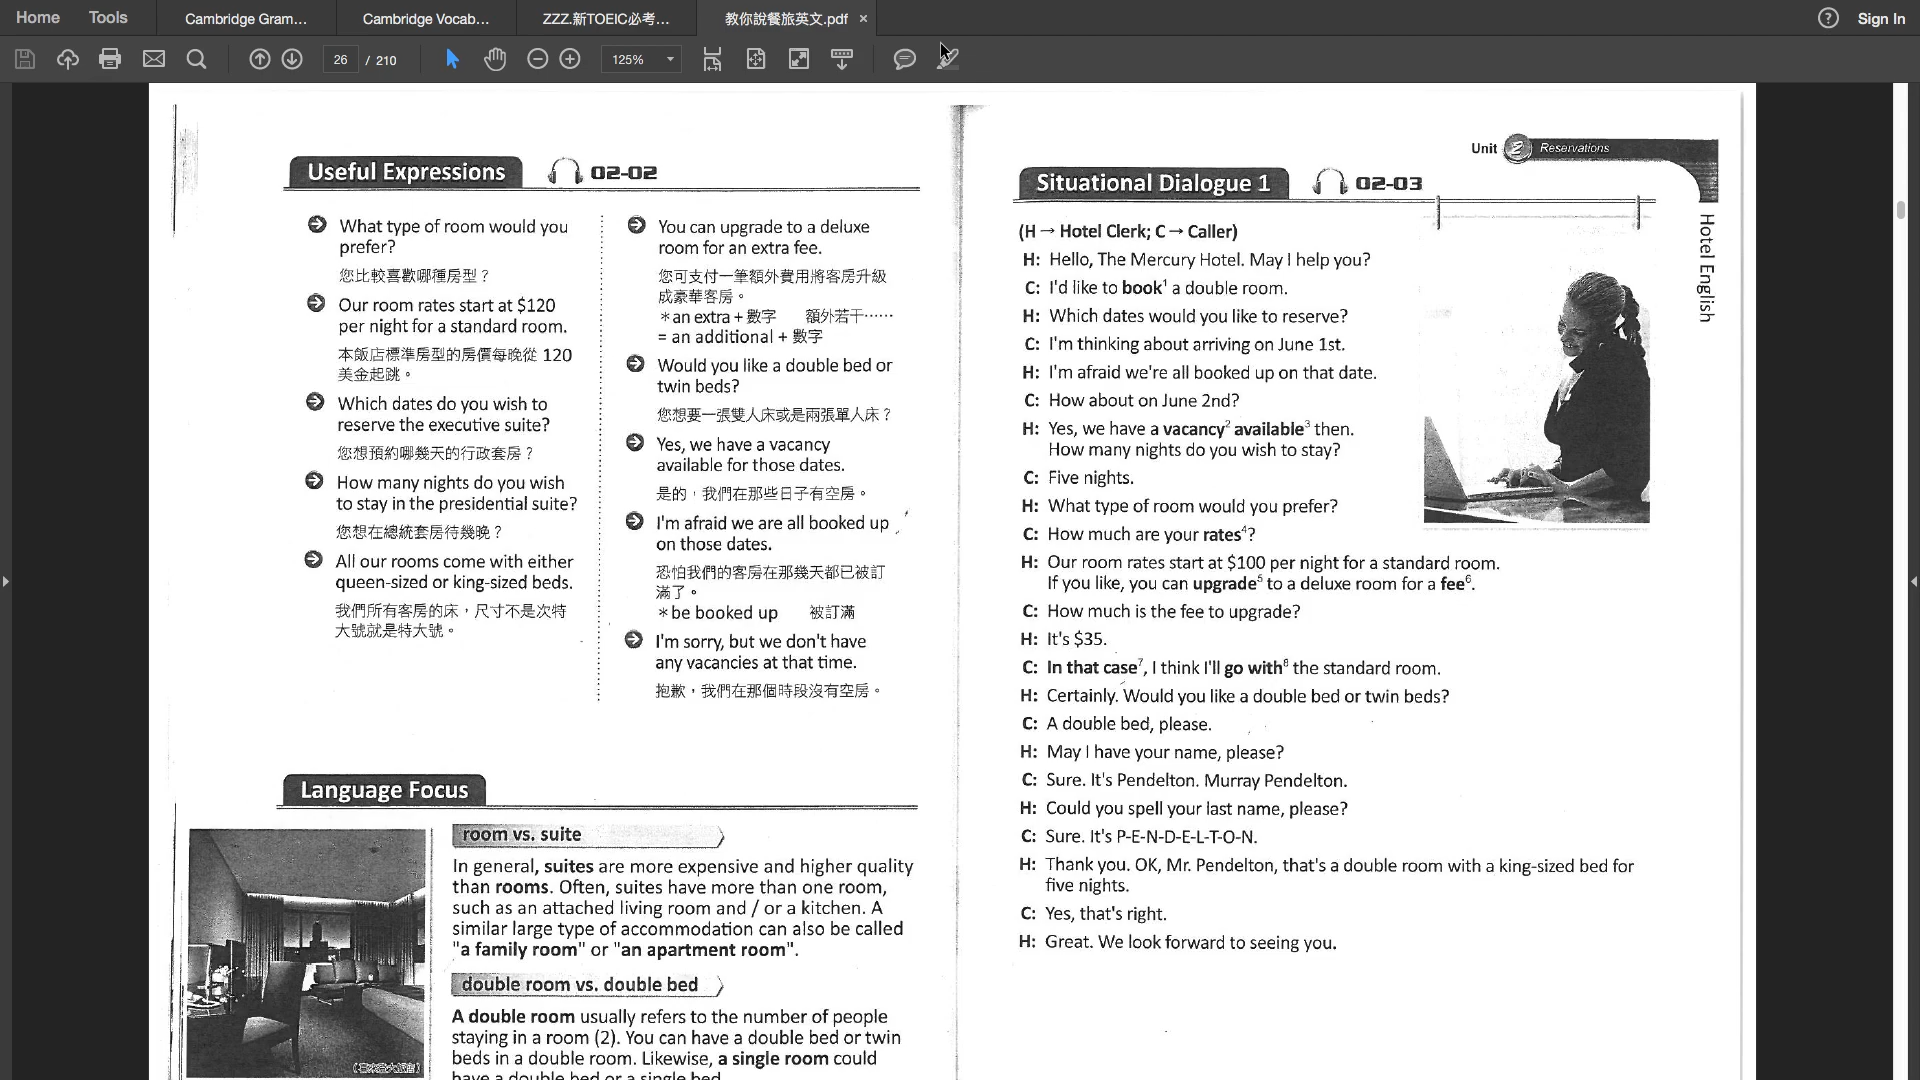 Home
Tools
Cambridge Gram...
Cambridge Vocab...
ZZZ.新TOEIC必考...
教你說餐旅英文.pdf
Sign In
26 / 210
125%
Useful Expressions
02-02
What type of room would you
prefer?
您比較喜歡哪種房型？
Our room rates start at $120
per night for a standard room.
本飯店標準房型的房價每晚從 120
美金起跳。
Which dates do you wish to
reserve the executive suite?
您想預約哪幾天的行政套房？
How many nights do you wish
to stay in the presidential suite?
您想在總統套房待幾晚？
All our rooms come with either
queen-sized or king-sized beds.
我們所有客房的床，尺寸不是次特
大號就是特大號。
You can upgrade to a deluxe
room for an extra fee.
您可支付一筆額外費用將客房升級
成豪華客房。
＊an extra + 數字 額外若干……
= an additional + 數字
Would you like a double bed or
twin beds?
您想要一張雙人床或是兩張單人床？
Yes, we have a vacancy
available for those dates.
是的，我們在那些日子有空房。
I'm afraid we are all booked up
on those dates.
恐怕我們的客房在那幾天都已被訂
滿了。
＊be booked up 被訂滿
I'm sorry, but we don't have
any vacancies at that time.
抱歉，我們在那個時段沒有空房。
Language Focus
room vs. suite
In general, suites are more expensive and higher quality
than rooms. Often, suites have more than one room,
such as an attached living room and / or a kitchen. A
similar large type of accommodation can also be called
"a family room" or "an apartment room".
double room vs. double bed
A double room usually refers to the number of people
staying in a room (2). You can have a double bed or twin
beds in a double room. Likewise, a single room could
have a double bed or a single bed.
Unit 2 Reservations
Hotel English
Situational Dialogue 1
02-03
(H → Hotel Clerk; C → Caller)
H: Hello, The Mercury Hotel. May I help you?
C: I'd like to book¹ a double room.
H: Which dates would you like to reserve?
C: I'm thinking about arriving on June 1st.
H: I'm afraid we're all booked up on that date.
C: How about on June 2nd?
H: Yes, we have a vacancy² available³ then.
How many nights do you wish to stay?
C: Five nights.
H: What type of room would you prefer?
C: How much are your rates⁴?
H: Our room rates start at $100 per night for a standard room.
If you like, you can upgrade⁵ to a deluxe room for a fee⁶.
C: How much is the fee to upgrade?
H: It's $35.
C: In that case⁷, I think I'll go with⁸ the standard room.
H: Certainly. Would you like a double bed or twin beds?
C: A double bed, please.
H: May I have your name, please?
C: Sure. It's Pendelton. Murray Pendelton.
H: Could you spell your last name, please?
C: Sure. It's P-E-N-D-E-L-T-O-N.
H: Thank you. OK, Mr. Pendelton, that's a double room with a king-sized bed for
five nights.
C: Yes, that's right.
H: Great. We look forward to seeing you.